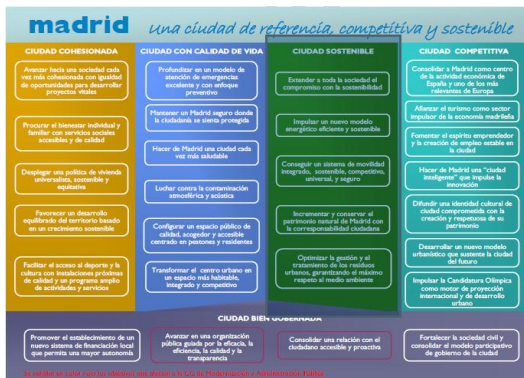 madrid una ciudad de referencia, competitiva y sostenible
CIUDAD COHESIONADA
Avanzar hacia una sociedad cada
vez más cohesionada con igualdad
de oportunidades para desarrollar
proyectos vitales
Procurar el bienestar individual y
familiar con servicios sociales
accesibles y de calidad
Desplegar una política de vivienda
universalista, sostenible y
equitativa
Favorecer un desarrollo
equilibrado del territorio basado
en un crecimiento sostenible
Facilitar el acceso al deporte y la
cultura con instalaciones próximas
de calidad y un programa amplio
de actividades y servicios
CIUDAD CON CALIDAD DE VIDA
Profundizar en un modelo de
atención de emergencias
excelente y con enfoque
preventivo
Mantener un Madrid seguro donde
la ciudadanía se sienta protegida
Hacer de Madrid una ciudad
cada vez más saludable
Luchar contra la contaminación
atmosférica y acústica
Configurar un espacio público de
calidad, acogedor y accesible
centrado en peatones y residentes
Transformar el centro urbano en
un espacio más habitable,
integrado y competitivo
CIUDAD SOSTENIBLE
Extender a toda la sociedad el
compromiso con la sostenibilidad
Impulsar un nuevo modelo
energético eficiente y sostenible
Conseguir un sistema de movilidad
integrado, sostenible, competitivo,
universal, y seguro
Incrementar y conservar el
patrimonio natural de Madrid con
la corresponsabilidad ciudadana
Optimizar la gestión y el
tratamiento de los residuos
urbanos, garantizando el máximo
respeto al medio ambiente
CIUDAD COMPETITIVA
Consolidar a Madrid como centro
de la actividad económica de
España y uno de los más
relevantes de Europa
Afianzar el turismo como sector
impulsor de la economía madrileña
Fomentar el espíritu emprendedor
y la creación de empleo estable en
la ciudad
Hacer de Madrid una "ciudad
inteligente" que impulse la
innovación
Difundir una identidad cultural de
ciudad comprometida con la
creación y respetuosa de su
patrimonio
Desarrollar un nuevo modelo
urbanístico que sustente la ciudad
del futuro
Impulsar la Candidatura Olímpica
como motor de proyección
internacional y de desarrollo
urbano
CIUDAD BIEN GOBERNADA
Promover el establecimiento de un
nuevo sistema de financiación local
que permita una mayor autonomía
Avanzar en una organización
pública guiada por la eficacia, la
eficiencia, la calidad y la
transparencia
Consolidar una relación con el
ciudadano accesible y proactiva
Fortalecer la sociedad civil y
consolidar el modelo participativo
de gobierno de la ciudad